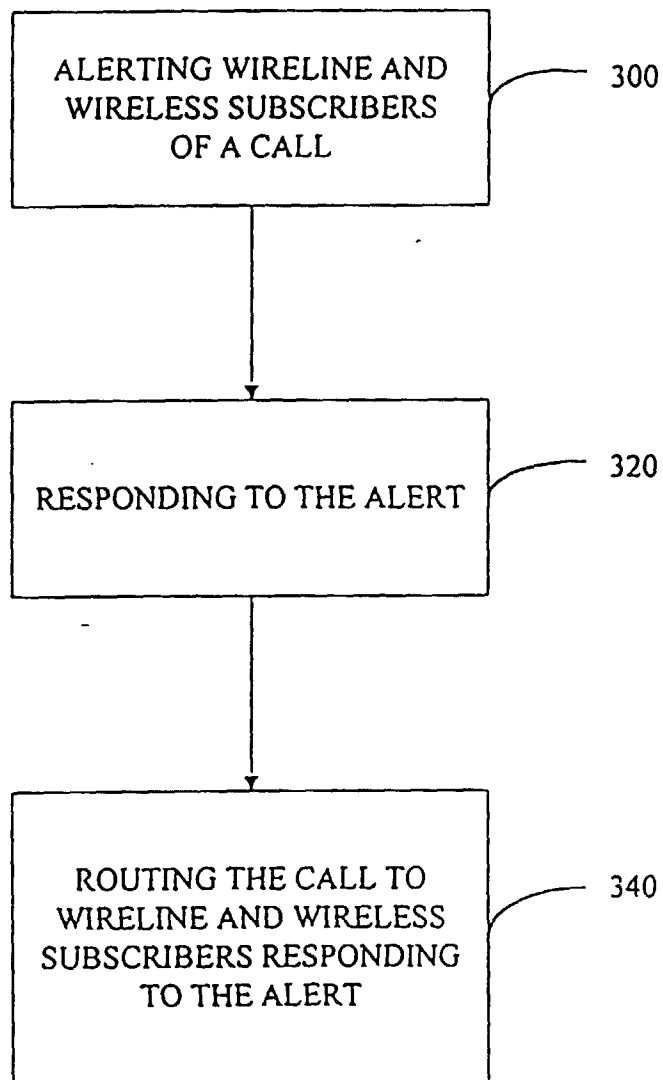 ALERTING WIRELINE AND
WIRELESS SUBSCRIBERS
OF A CALL
300
RESPONDING TO THE ALERT
320
ROUTING THE CALL TO
WIRELINE AND WIRELESS
SUBSCRIBERS RESPONDING
TO THE ALERT
340